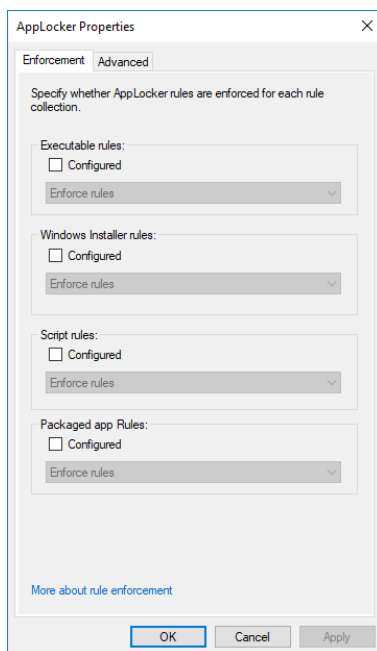 AppLocker Properties
Enforcement
Advanced
Specify whether AppLocker rules are enforced for each rule
collection.
Executable rules:
Configured
Enforce rules
Windows Installer rules:
Configured
Enforce rules
Script rules:
Configured
Enforce rules
Packaged app Rules:
Configured
Enforce rules
More about rule enforcement
OK
Cancel
Apply